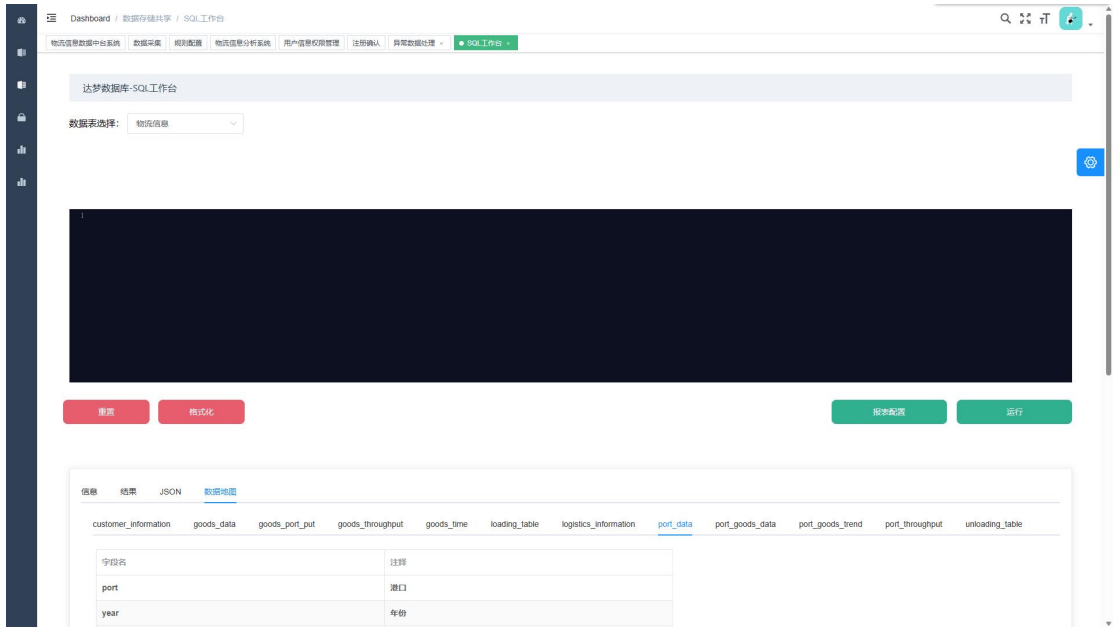 Dashboard / 数据存储共享 / SQL工作台
物流信息数据中台系统 数据采集 规则配置 物流信息分析系统 用户信息权限管理 注册确认 异常数据处理 × SQL工作台 ×
达梦数据库-SQL工作台
数据表选择： 物流信息
1
重置 格式化 报表配置 运行
信息 结果 JSON 数据地图
customer_information goods_data goods_port_put goods_throughput goods_time loading_table logistics_information port_data port_goods_data port_goods_trend port_throughput unloading_table
字段名 注释
port 港口
year 年份